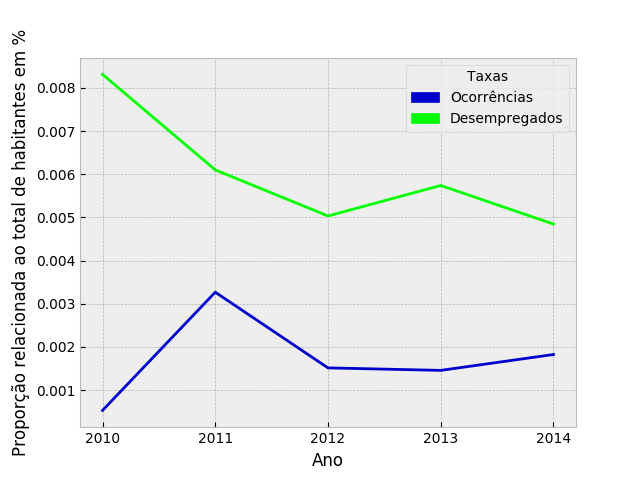 Proporção relacionada ao total de habitantes em %
0.008
0.007
0.006
0.005
0.004
0.003
0.002
0.001
Taxas
Ocorrências
Desempregados
2010 2011 2012 2013 2014
Ano